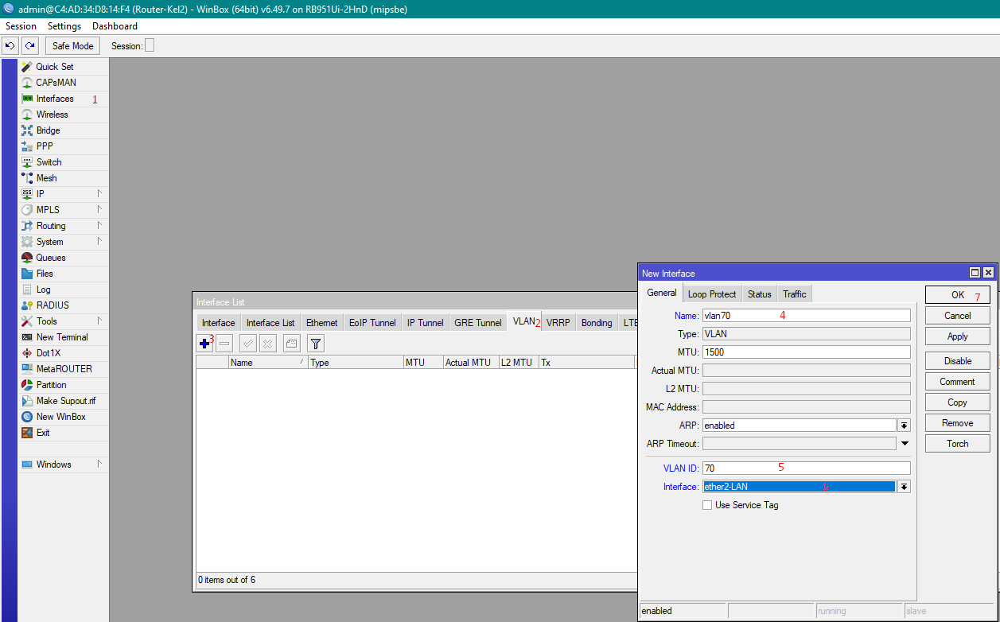 admin@C4:AD:34:D8:14:F4 (Router-Kel2) - WinBox (64bit) v6.49.7 on RB951Ui-2HnD (mipsbe)
Session Settings Dashboard
Safe Mode Session:
Quick Set
CAPsMAN
Interfaces 1
Wireless
Bridge
PPP
Switch
Mesh
IP
MPLS
Routing
System
Queues
Files
Log
RADIUS
Tools
New Terminal
Dot1X
MetaROUTER
Partition
Make Supout.rif
New WinBox
Exit
Windows
Interface List
Interface Interface List Ethernet EoIP Tunnel IP Tunnel GRE Tunnel VLAN 2 VRRP Bonding LTE
3
Name / Type MTU Actual MTU L2 MTU Tx
0 items out of 6
New Interface
General Loop Protect Status Traffic
Name: vlan70 4
Type: VLAN
MTU: 1500
Actual MTU:
L2 MTU:
MAC Address:
ARP: enabled
ARP Timeout:
VLAN ID: 70 5
Interface: ether2-LAN 6
Use Service Tag
OK 7
Cancel
Apply
Disable
Comment
Copy
Remove
Torch
enabled running slave